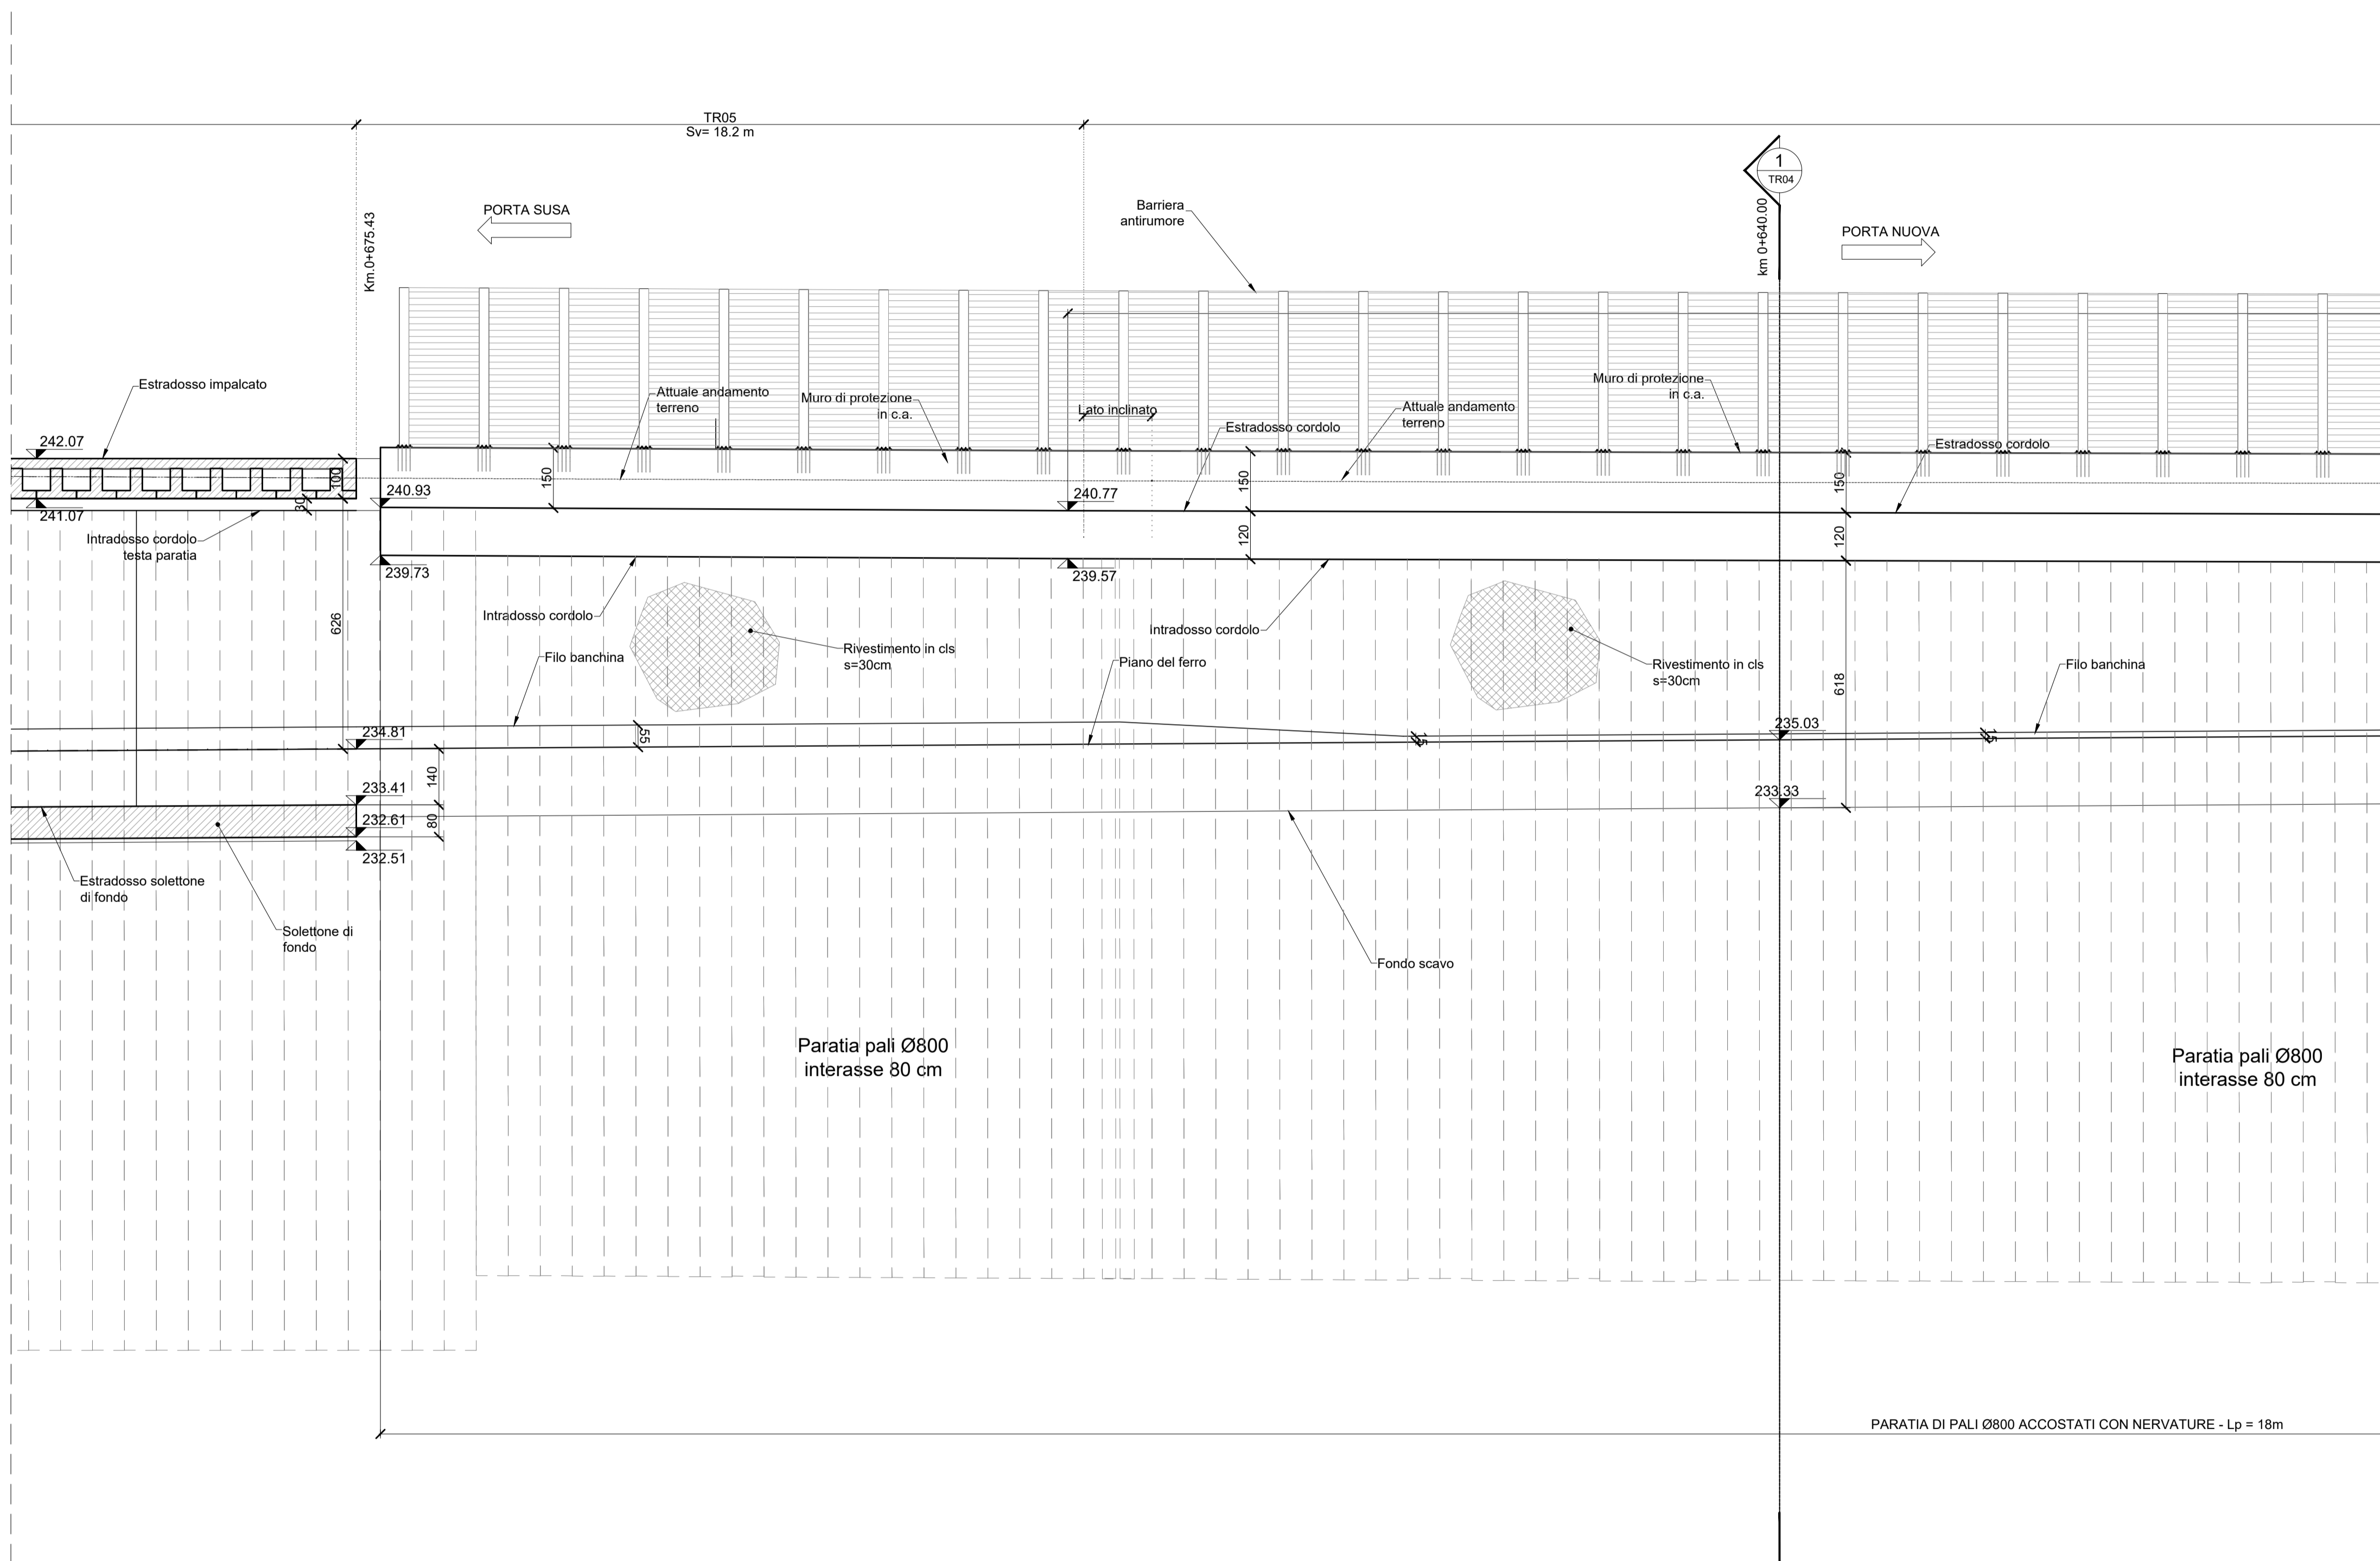 TR05
Sv= 18.2 m
1
TR04
PORTA SUSA
Barriera
antirumore
Km.0+675.43
km 0+640.00
PORTA NUOVA
Estradosso impalcato
Attuale andamento
terreno
Muro di protezione
in c.a.
Lato inclinato
Estradosso cordolo
Attuale andamento
terreno
Muro di protezione
in c.a.
Estradosso cordolo
242.07
100
150
150
150
240.93
240.77
30
241.07
120
120
Intradosso cordolo
testa paratia
239.73
239.57
626
Intradosso cordolo
Rivestimento in cls
s=30cm
Intradosso cordolo
Rivestimento in cls
s=30cm
Filo banchina
Piano del ferro
Filo banchina
618
234.81
55
15
235.03
15
140
233.41
233.33
80
232.61
232.51
Estradosso solettone
di fondo
Solettone di
fondo
Fondo scavo
Paratia pali Ø800
interasse 80 cm
Paratia pali Ø800
interasse 80 cm
PARATIA DI PALI Ø800 ACCOSTATI CON NERVATURE - Lp = 18m